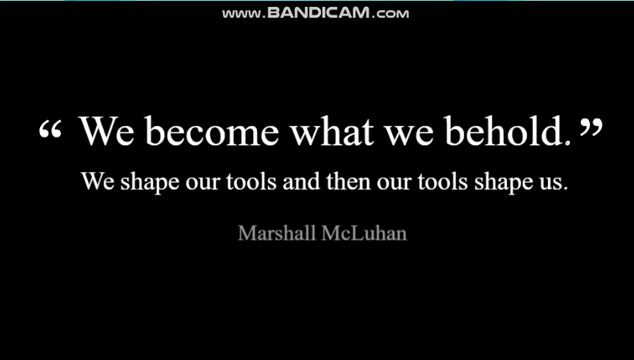 www.BANDICAM.com
“ We become what we behold.”
We shape our tools and then our tools shape us.
Marshall McLuhan